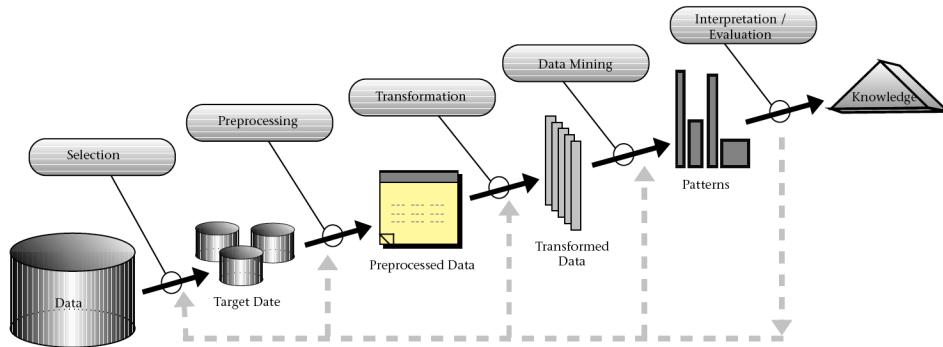 Interpretation /
Evaluation
Data Mining
Transformation
Preprocessing
Selection
Data
Target Date
Preprocessed Data
Transformed
Data
Patterns
Knowledge